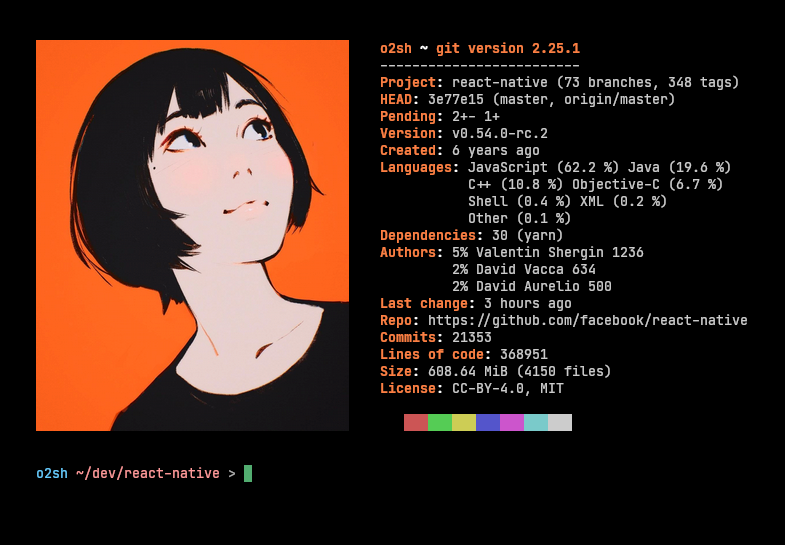 o2sh ~ git version 2.25.1
-------------------------
Project: react-native (73 branches, 348 tags)
HEAD: 3e77e15 (master, origin/master)
Pending: 2+- 1+
Version: v0.54.0-rc.2
Created: 6 years ago
Languages: JavaScript (62.2 %) Java (19.6 %)
C++ (10.8 %) Objective-C (6.7 %)
Shell (0.4 %) XML (0.2 %)
Other (0.1 %)
Dependencies: 30 (yarn)
Authors: 5% Valentin Shergin 1236
2% David Vacca 634
2% David Aurelio 500
Last change: 3 hours ago
Repo: https://github.com/facebook/react-native
Commits: 21353
Lines of code: 368951
Size: 608.64 MiB (4150 files)
License: CC-BY-4.0, MIT
o2sh ~/dev/react-native >